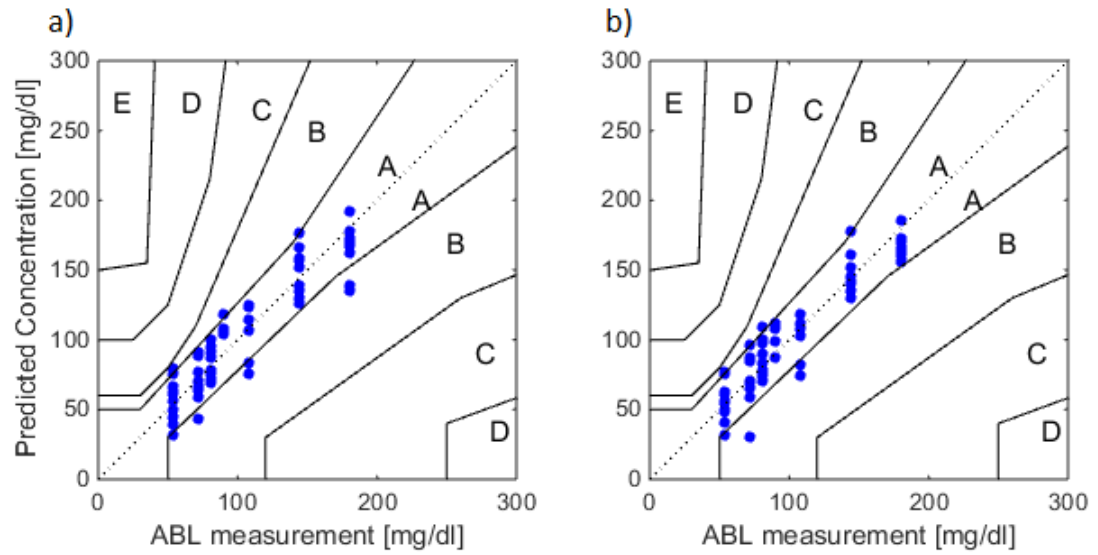 a)
Predicted Concentration [mg/dl]
300
250
200
150
100
50
0
E
D
C
B
A
A
B
C
D
0 100 200 300
ABL measurement [mg/dl]
b)
300
250
200
150
100
50
0
E
D
C
B
A
A
B
C
D
0 100 200 300
ABL measurement [mg/dl]